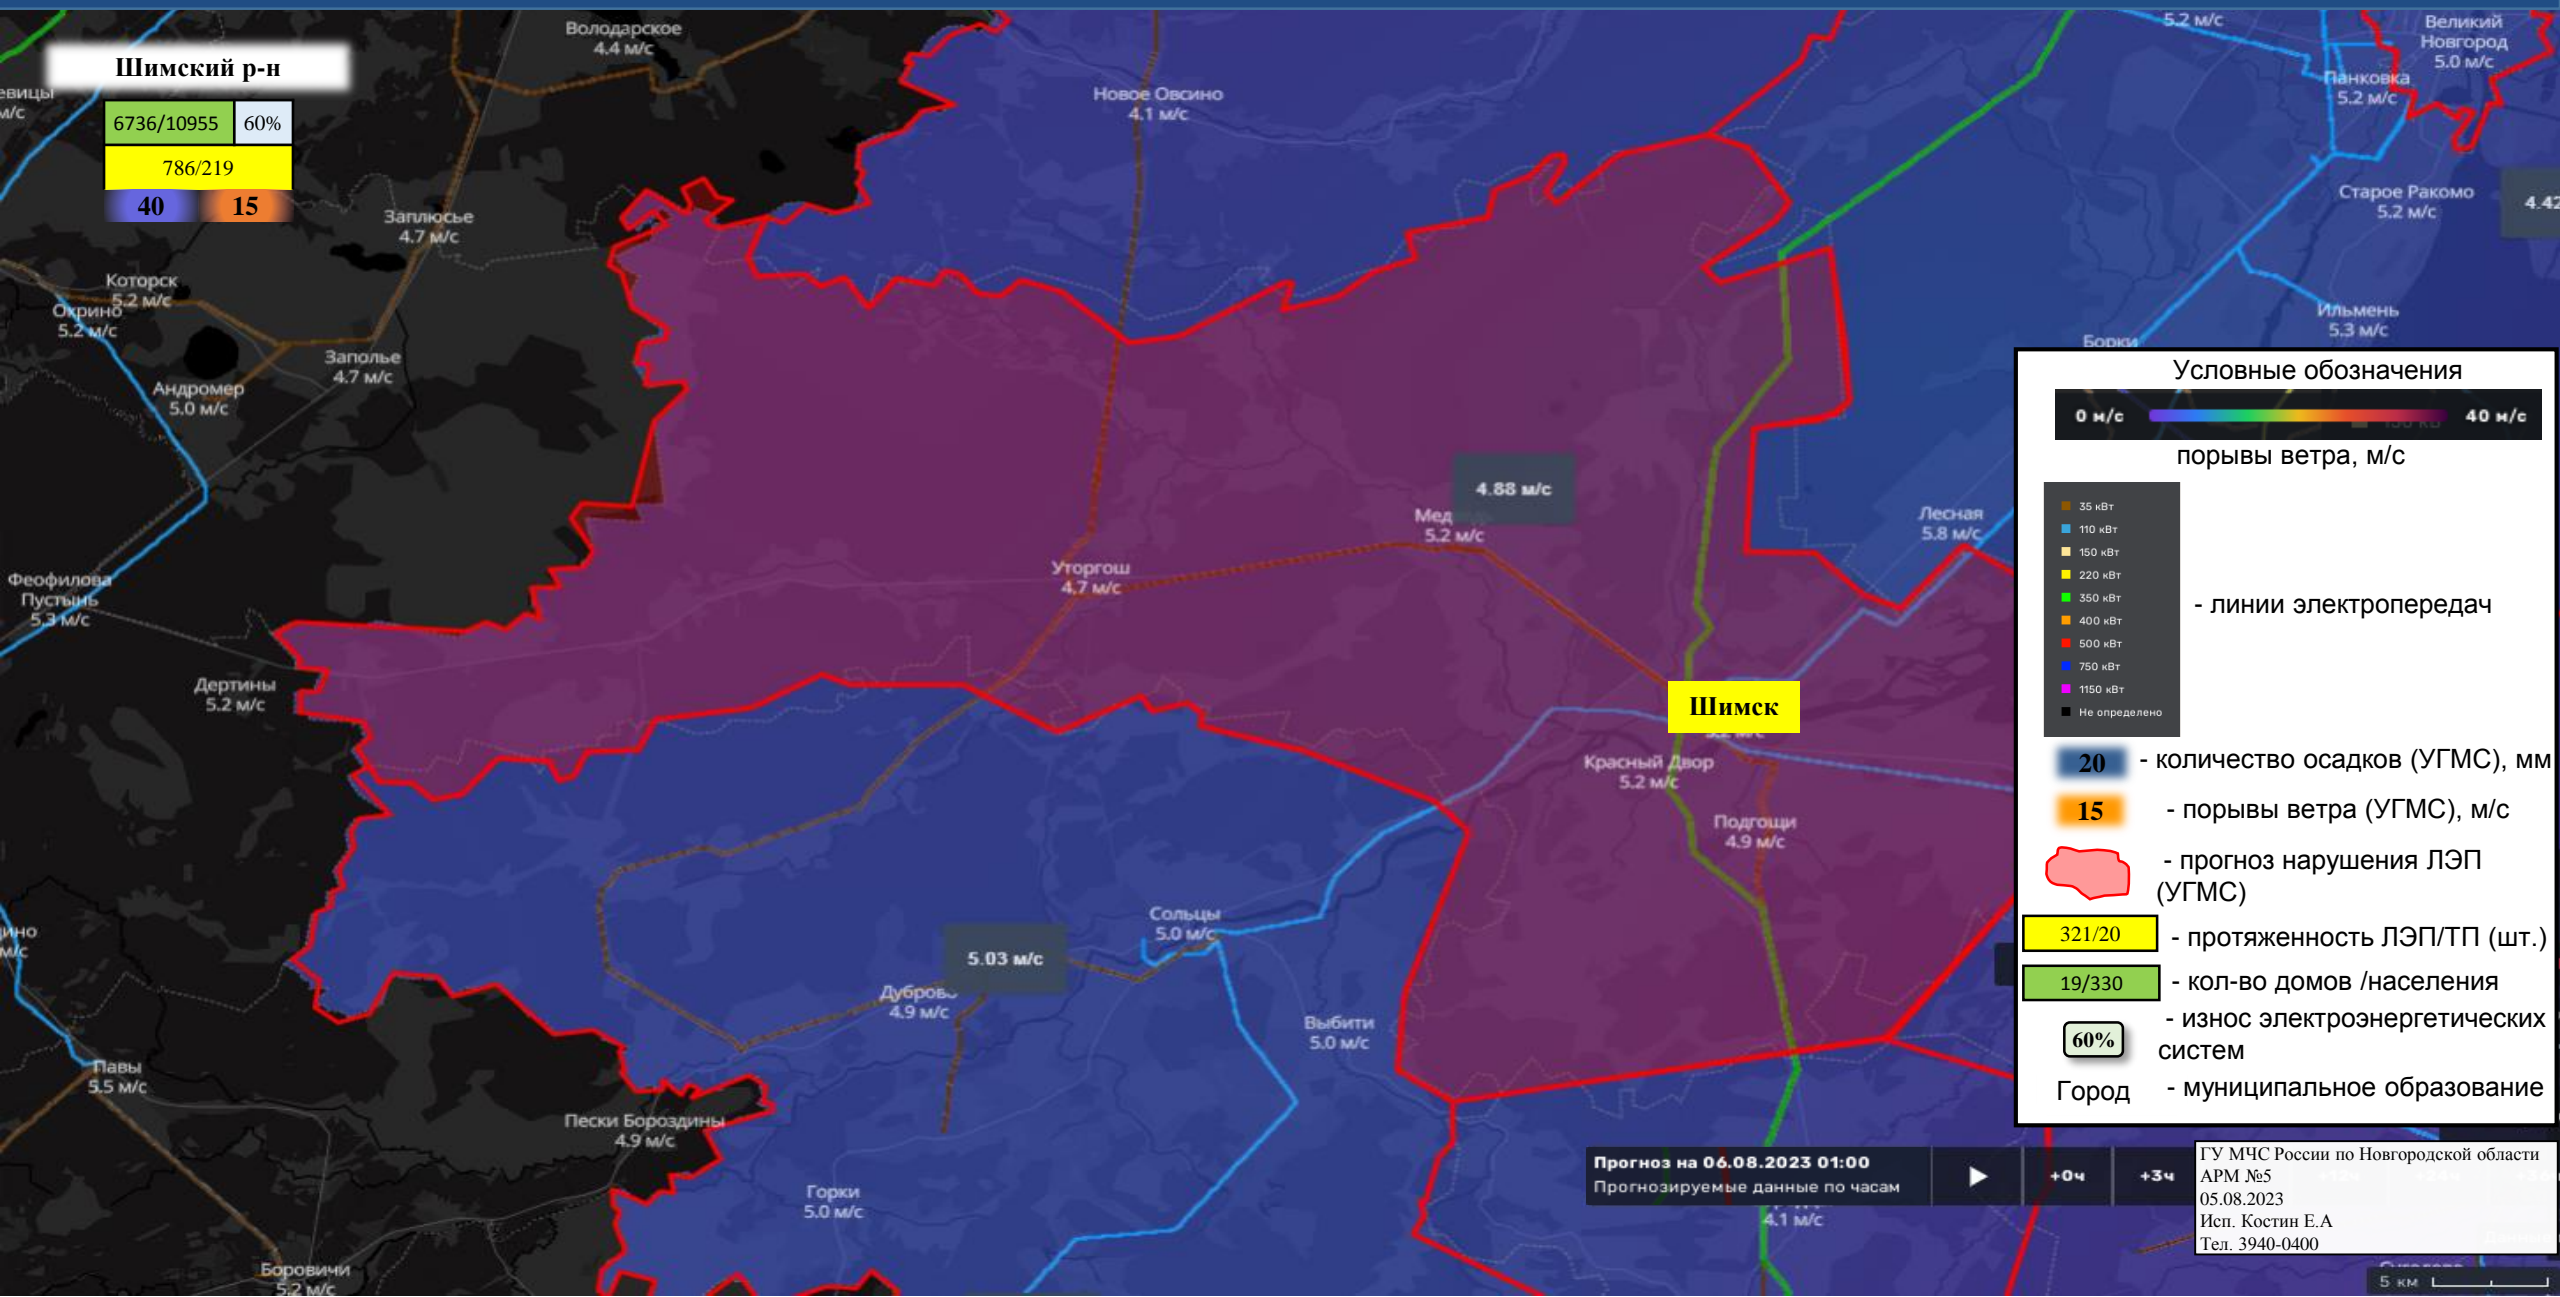 Шимский р-н
6736/10955 60%
786/219
40 15
Володарское
4.4 м/с
Новое Овсино
4.1 м/с
5.2 м/с
Великий
Новгород
5.0 м/с
Панковка
5.2 м/с
Старое Ракомо
5.2 м/с
4.42
Ильмень
5.3 м/с
Борки
евицы
м/с
Заплюсье
4.7 м/с
Которск
5.2 м/с
Охрино
5.2 м/с
Заполье
4.7 м/с
Андромер
5.0 м/с
Феофилова
Пустынь
5.3 м/с
Дертины
5.2 м/с
4.88 м/с
Мед
5.2 м/с
Лесная
5.8 м/с
Уторгош
4.7 м/с
Шимск
Красный Двор
5.2 м/с
Подгощи
4.9 м/с
Сольцы
5.0 м/с
5.03 м/с
Дуброво
4.9 м/с
Выбити
5.0 м/с
ино
м/с
Павы
5.5 м/с
Пески Бороздины
4.9 м/с
Горки
5.0 м/с
Боровичи
5.2 м/с
4.1 м/с
Условные обозначения
0 м/с 40 м/с
порывы ветра, м/с
35 кВт
110 кВт
150 кВт
220 кВт
350 кВт
400 кВт
500 кВт
750 кВт
1150 кВт
Не определено
- линии электропередач
20 - количество осадков (УГМС), мм
15 - порывы ветра (УГМС), м/с
- прогноз нарушения ЛЭП
(УГМС)
321/20 - протяженность ЛЭП/ТП (шт.)
19/330 - кол-во домов /населения
60% - износ электроэнергетических
систем
Город - муниципальное образование
Прогноз на 06.08.2023 01:00
Прогнозируемые данные по часам
+0ч +3ч
ГУ МЧС России по Новгородской области
АРМ №5
05.08.2023
Исп. Костин Е.А
Тел. 3940-0400
5 км